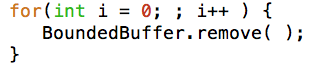 for(int i = 0; ; i++ ) {
   BoundedBuffer.remove( );
}